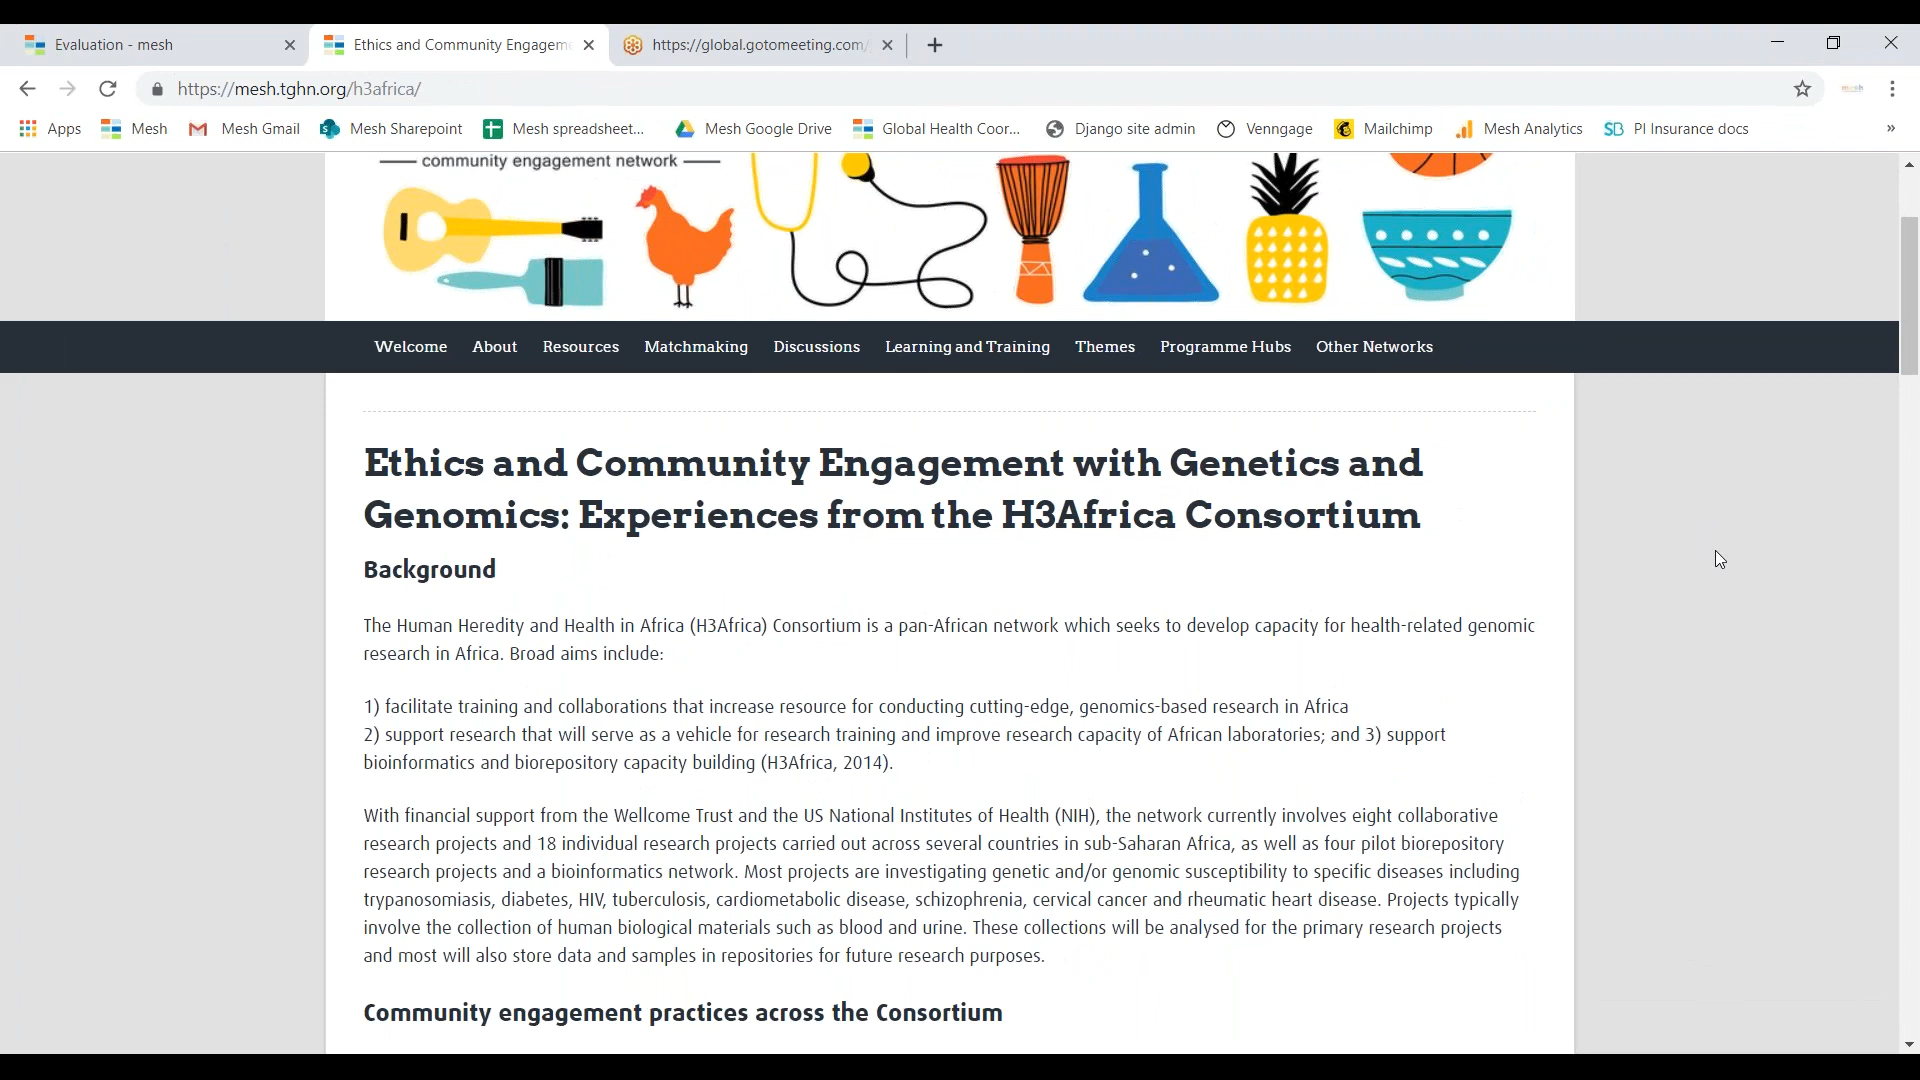 Evaluation - mesh
Ethics and Community Engagem
https://global.gotomeeting.com/
https://mesh.tghn.org/h3africa/
mesh
Apps Mesh Mesh Gmail Mesh Sharepoint Mesh spreadsheet... Mesh Google Drive Global Health Coor... Django site admin Venngage Mailchimp Mesh Analytics PI Insurance docs »
community engagement network
Welcome About Resources Matchmaking Discussions Learning and Training Themes Programme Hubs Other Networks
Ethics and Community Engagement with Genetics and
Genomics: Experiences from the H3Africa Consortium
Background
The Human Heredity and Health in Africa (H3Africa) Consortium is a pan-African network which seeks to develop capacity for health-related genomic
research in Africa. Broad aims include:
1) facilitate training and collaborations that increase resource for conducting cutting-edge, genomics-based research in Africa
2) support research that will serve as a vehicle for research training and improve research capacity of African laboratories; and 3) support
bioinformatics and biorepository capacity building (H3Africa, 2014).
With financial support from the Wellcome Trust and the US National Institutes of Health (NIH), the network currently involves eight collaborative
research projects and 18 individual research projects carried out across several countries in sub-Saharan Africa, as well as four pilot biorepository
research projects and a bioinformatics network. Most projects are investigating genetic and/or genomic susceptibility to specific diseases including
trypanosomiasis, diabetes, HIV, tuberculosis, cardiometabolic disease, schizophrenia, cervical cancer and rheumatic heart disease. Projects typically
involve the collection of human biological materials such as blood and urine. These collections will be analysed for the primary research projects
and most will also store data and samples in repositories for future research purposes.
Community engagement practices across the Consortium